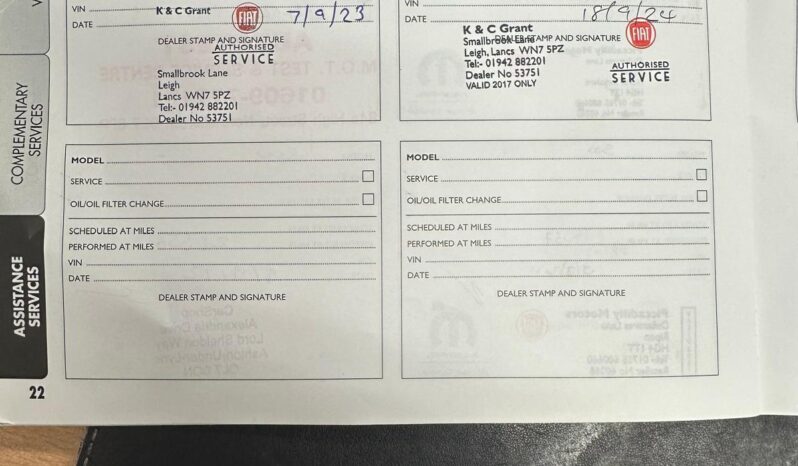 COMPLEMENTARY
SERVICES
ASSISTANCE
SERVICES
VIN
DATE
K & C Grant
FIAT
7/9/23
DEALER STAMP AND SIGNATURE
AUTHORISED
SERVICE
Smallbrook Lane
Leigh
Lancs WN7 5PZ
Tel:- 01942 882201
Dealer No 53751
VIN
DATE
18/9/24
K & C Grant
FIAT
DEALER STAMP AND SIGNATURE
Smallbrook Lane
Leigh, Lancs WN7 5PZ
Tel:- 01942 882201
Dealer No 53751
VALID 2017 ONLY
AUTHORISED
SERVICE
MODEL
SERVICE
OIL/OIL FILTER CHANGE
SCHEDULED AT MILES
PERFORMED AT MILES
VIN
DATE
DEALER STAMP AND SIGNATURE
MODEL
SERVICE
OIL/OIL FILTER CHANGE
SCHEDULED AT MILES
PERFORMED AT MILES
VIN
DATE
DEALER STAMP AND SIGNATURE
22